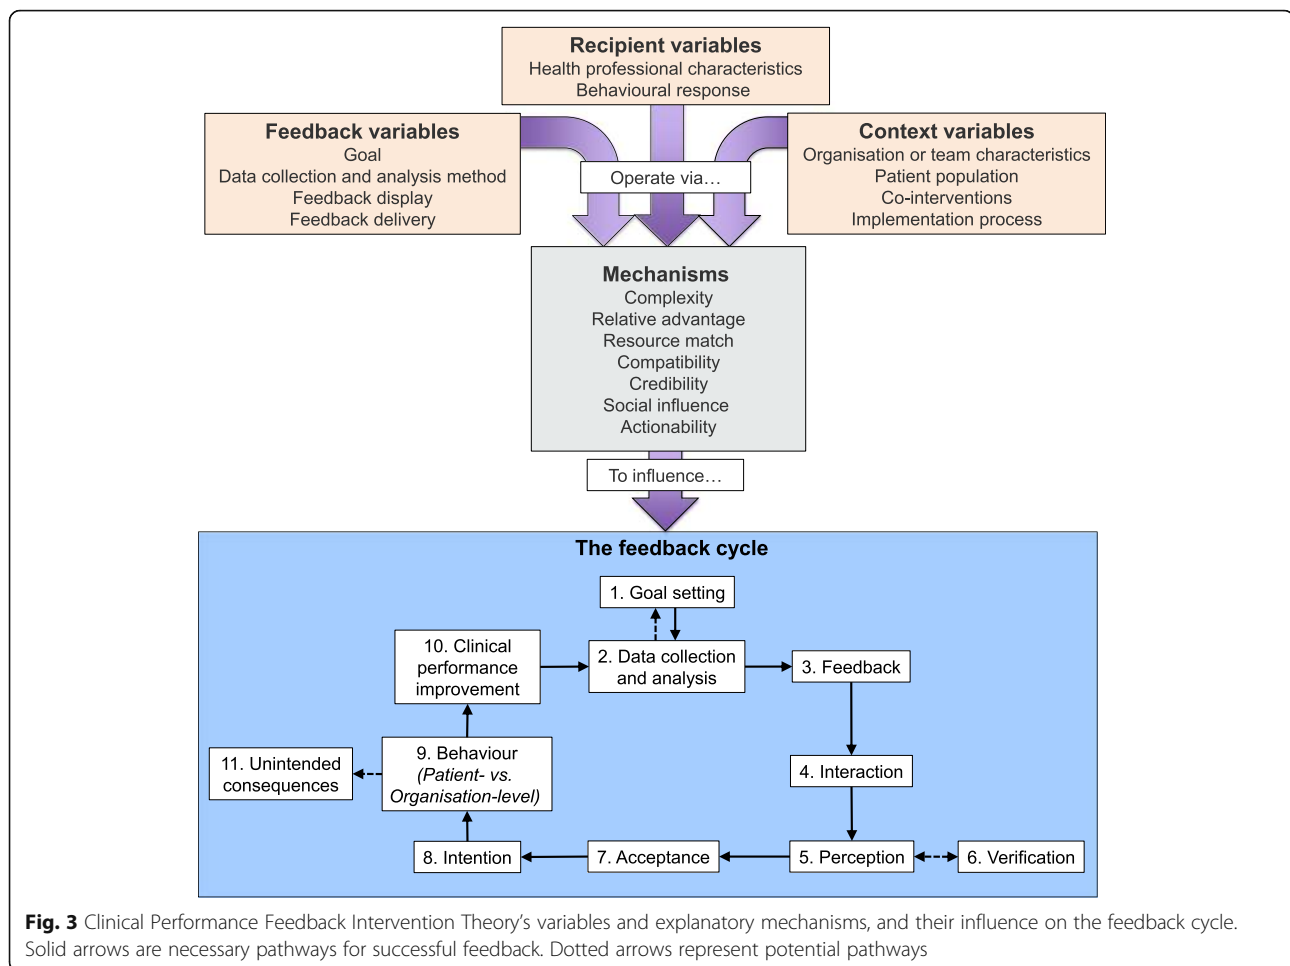 Recipient variables
Health professional characteristics
Behavioural response
Feedback variables
Goal
Data collection and analysis method
Feedback display
Feedback delivery
Context variables
Organisation or team characteristics
Patient population
Co-interventions
Implementation process
Operate via…
Mechanisms
Complexity
Relative advantage
Resource match
Compatibility
Credibility
Social influence
Actionability
To influence…
The feedback cycle
1. Goal setting
2. Data collection
and analysis
3. Feedback
4. Interaction
5. Perception
6. Verification
7. Acceptance
8. Intention
9. Behaviour
(Patient- vs.
Organisation-level)
10. Clinical
performance
improvement
11. Unintended
consequences
Fig. 3 Clinical Performance Feedback Intervention Theory’s variables and explanatory mechanisms, and their influence on the feedback cycle.
Solid arrows are necessary pathways for successful feedback. Dotted arrows represent potential pathways